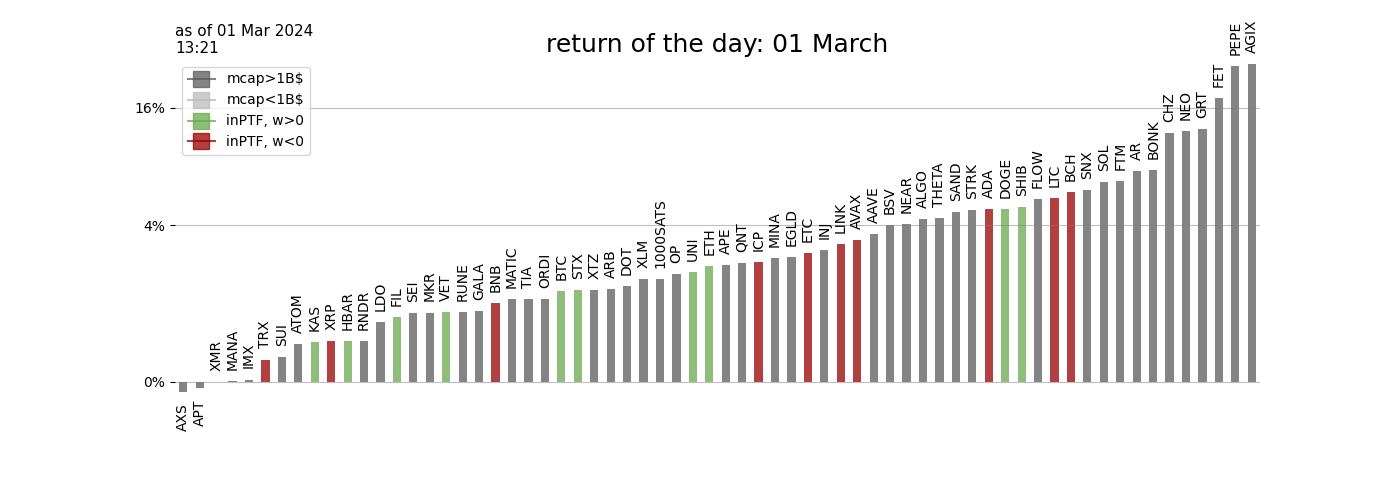 as of 01 Mar 2024
13:21
return of the day: 01 March
mcap>1B$
mcap<1B$
inPTF, w>0
inPTF, w<0
16%
4%
0%
AXS
APT
XMR
MANA
IMX
TRX
SUI
ATOM
KAS
XRP
HBAR
RNDR
LDO
FIL
SEI
MKR
VET
RUNE
GALA
BNB
MATIC
TIA
ORDI
BTC
STX
XTZ
ARB
DOT
XLM
1000SATS
OP
UNI
ETH
APE
QNT
ICP
MINA
EGLD
ETC
INJ
LINK
AVAX
AAVE
BSV
NEAR
ALGO
THETA
SAND
STRK
ADA
DOGE
SHIB
FLOW
LTC
BCH
SNX
SOL
FTM
AR
BONK
CHZ
NEO
GRT
FET
PEPE
AGIX